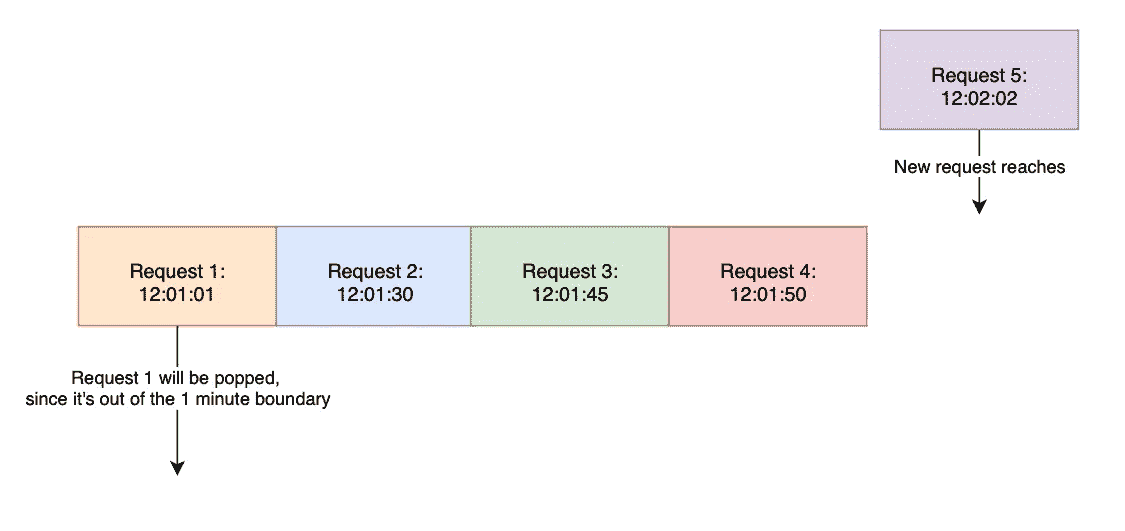 Request 5:
12:02:02
New request reaches
Request 1:
12:01:01
Request 2:
12:01:30
Request 3:
12:01:45
Request 4:
12:01:50
Request 1 will be popped,
since it's out of the 1 minute boundary